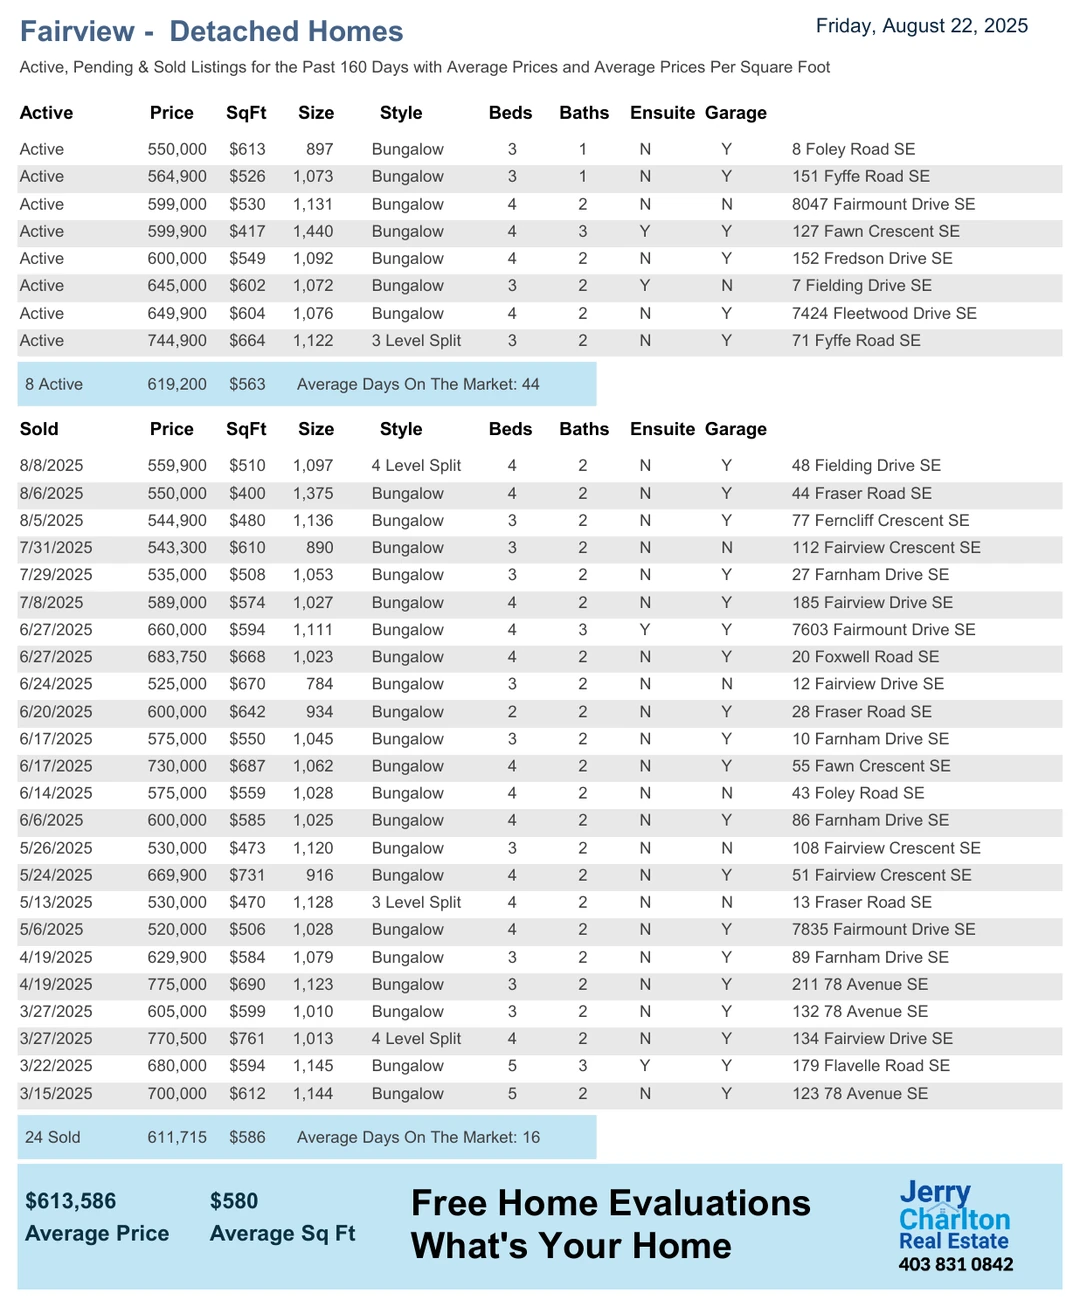 Fairview - Detached Homes
Friday, August 22, 2025
Active, Pending & Sold Listings for the Past 160 Days with Average Prices and Average Prices Per Square Foot
Active Price SqFt Size Style Beds Baths Ensuite Garage
Active 550,000 $613 897 Bungalow 3 1 N Y 8 Foley Road SE
Active 564,900 $526 1,073 Bungalow 3 1 N Y 151 Fyffe Road SE
Active 599,000 $530 1,131 Bungalow 4 2 N N 8047 Fairmount Drive SE
Active 599,900 $417 1,440 Bungalow 4 3 Y Y 127 Fawn Crescent SE
Active 600,000 $549 1,092 Bungalow 4 2 N Y 152 Fredson Drive SE
Active 645,000 $602 1,072 Bungalow 3 2 Y N 7 Fielding Drive SE
Active 649,900 $604 1,076 Bungalow 4 2 N Y 7424 Fleetwood Drive SE
Active 744,900 $664 1,122 3 Level Split 3 2 N Y 71 Fyffe Road SE
8 Active 619,200 $563 Average Days On The Market: 44
Sold Price SqFt Size Style Beds Baths Ensuite Garage
8/8/2025 559,900 $510 1,097 4 Level Split 4 2 N Y 48 Fielding Drive SE
8/6/2025 550,000 $400 1,375 Bungalow 4 2 N Y 44 Fraser Road SE
8/5/2025 544,900 $480 1,136 Bungalow 3 2 N Y 77 Ferncliff Crescent SE
7/31/2025 543,300 $610 890 Bungalow 3 2 N N 112 Fairview Crescent SE
7/29/2025 535,000 $508 1,053 Bungalow 3 2 N Y 27 Farnham Drive SE
7/8/2025 589,000 $574 1,027 Bungalow 4 2 N Y 185 Fairview Drive SE
6/27/2025 660,000 $594 1,111 Bungalow 4 3 Y Y 7603 Fairmount Drive SE
6/27/2025 683,750 $668 1,023 Bungalow 4 2 N Y 20 Foxwell Road SE
6/24/2025 525,000 $670 784 Bungalow 3 2 N N 12 Fairview Drive SE
6/20/2025 600,000 $642 934 Bungalow 2 2 N Y 28 Fraser Road SE
6/17/2025 575,000 $550 1,045 Bungalow 3 2 N Y 10 Farnham Drive SE
6/17/2025 730,000 $687 1,062 Bungalow 4 2 N Y 55 Fawn Crescent SE
6/14/2025 575,000 $559 1,028 Bungalow 4 2 N N 43 Foley Road SE
6/6/2025 600,000 $585 1,025 Bungalow 4 2 N Y 86 Farnham Drive SE
5/26/2025 530,000 $473 1,120 Bungalow 3 2 N N 108 Fairview Crescent SE
5/24/2025 669,900 $731 916 Bungalow 4 2 N Y 51 Fairview Crescent SE
5/13/2025 530,000 $470 1,128 3 Level Split 4 2 N N 13 Fraser Road SE
5/6/2025 520,000 $506 1,028 Bungalow 4 2 N Y 7835 Fairmount Drive SE
4/19/2025 629,900 $584 1,079 Bungalow 3 2 N Y 89 Farnham Drive SE
4/19/2025 775,000 $690 1,123 Bungalow 3 2 N Y 211 78 Avenue SE
3/27/2025 605,000 $599 1,010 Bungalow 3 2 N Y 132 78 Avenue SE
3/27/2025 770,500 $761 1,013 4 Level Split 4 2 N Y 134 Fairview Drive SE
3/22/2025 680,000 $594 1,145 Bungalow 5 3 Y Y 179 Flavelle Road SE
3/15/2025 700,000 $612 1,144 Bungalow 5 2 N Y 123 78 Avenue SE
24 Sold 611,715 $586 Average Days On The Market: 16
$613,586 $580
Average Price Average Sq Ft
Free Home Evaluations
What's Your Home
Jerry
Charlton
Real Estate
403 831 0842